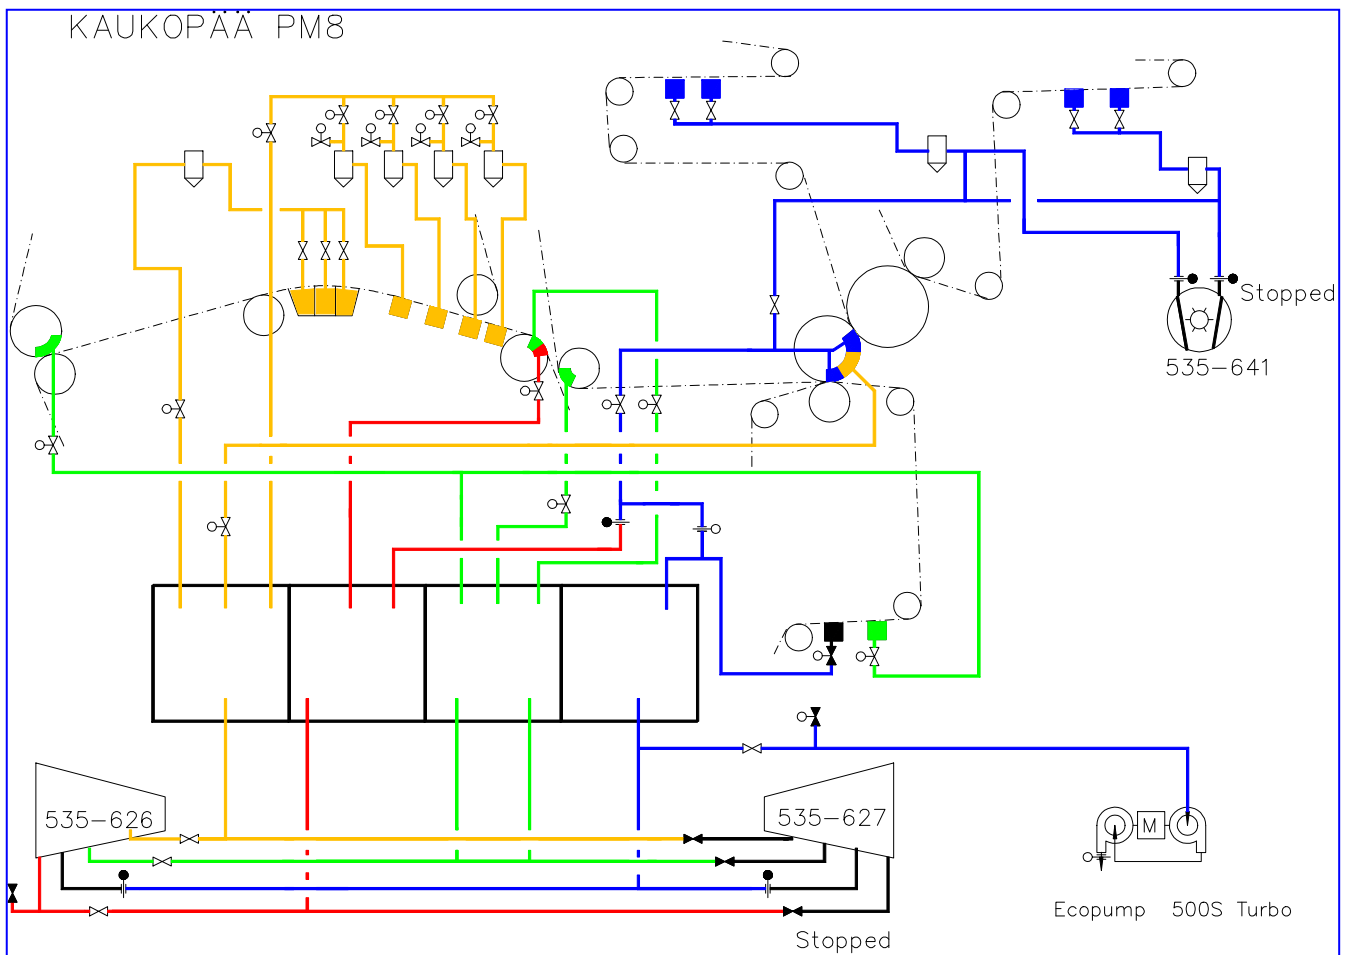 KAUKOPÄÄ PM8
Stopped
535-641
535-626
535-627
M
Ecopump 500S Turbo
Stopped